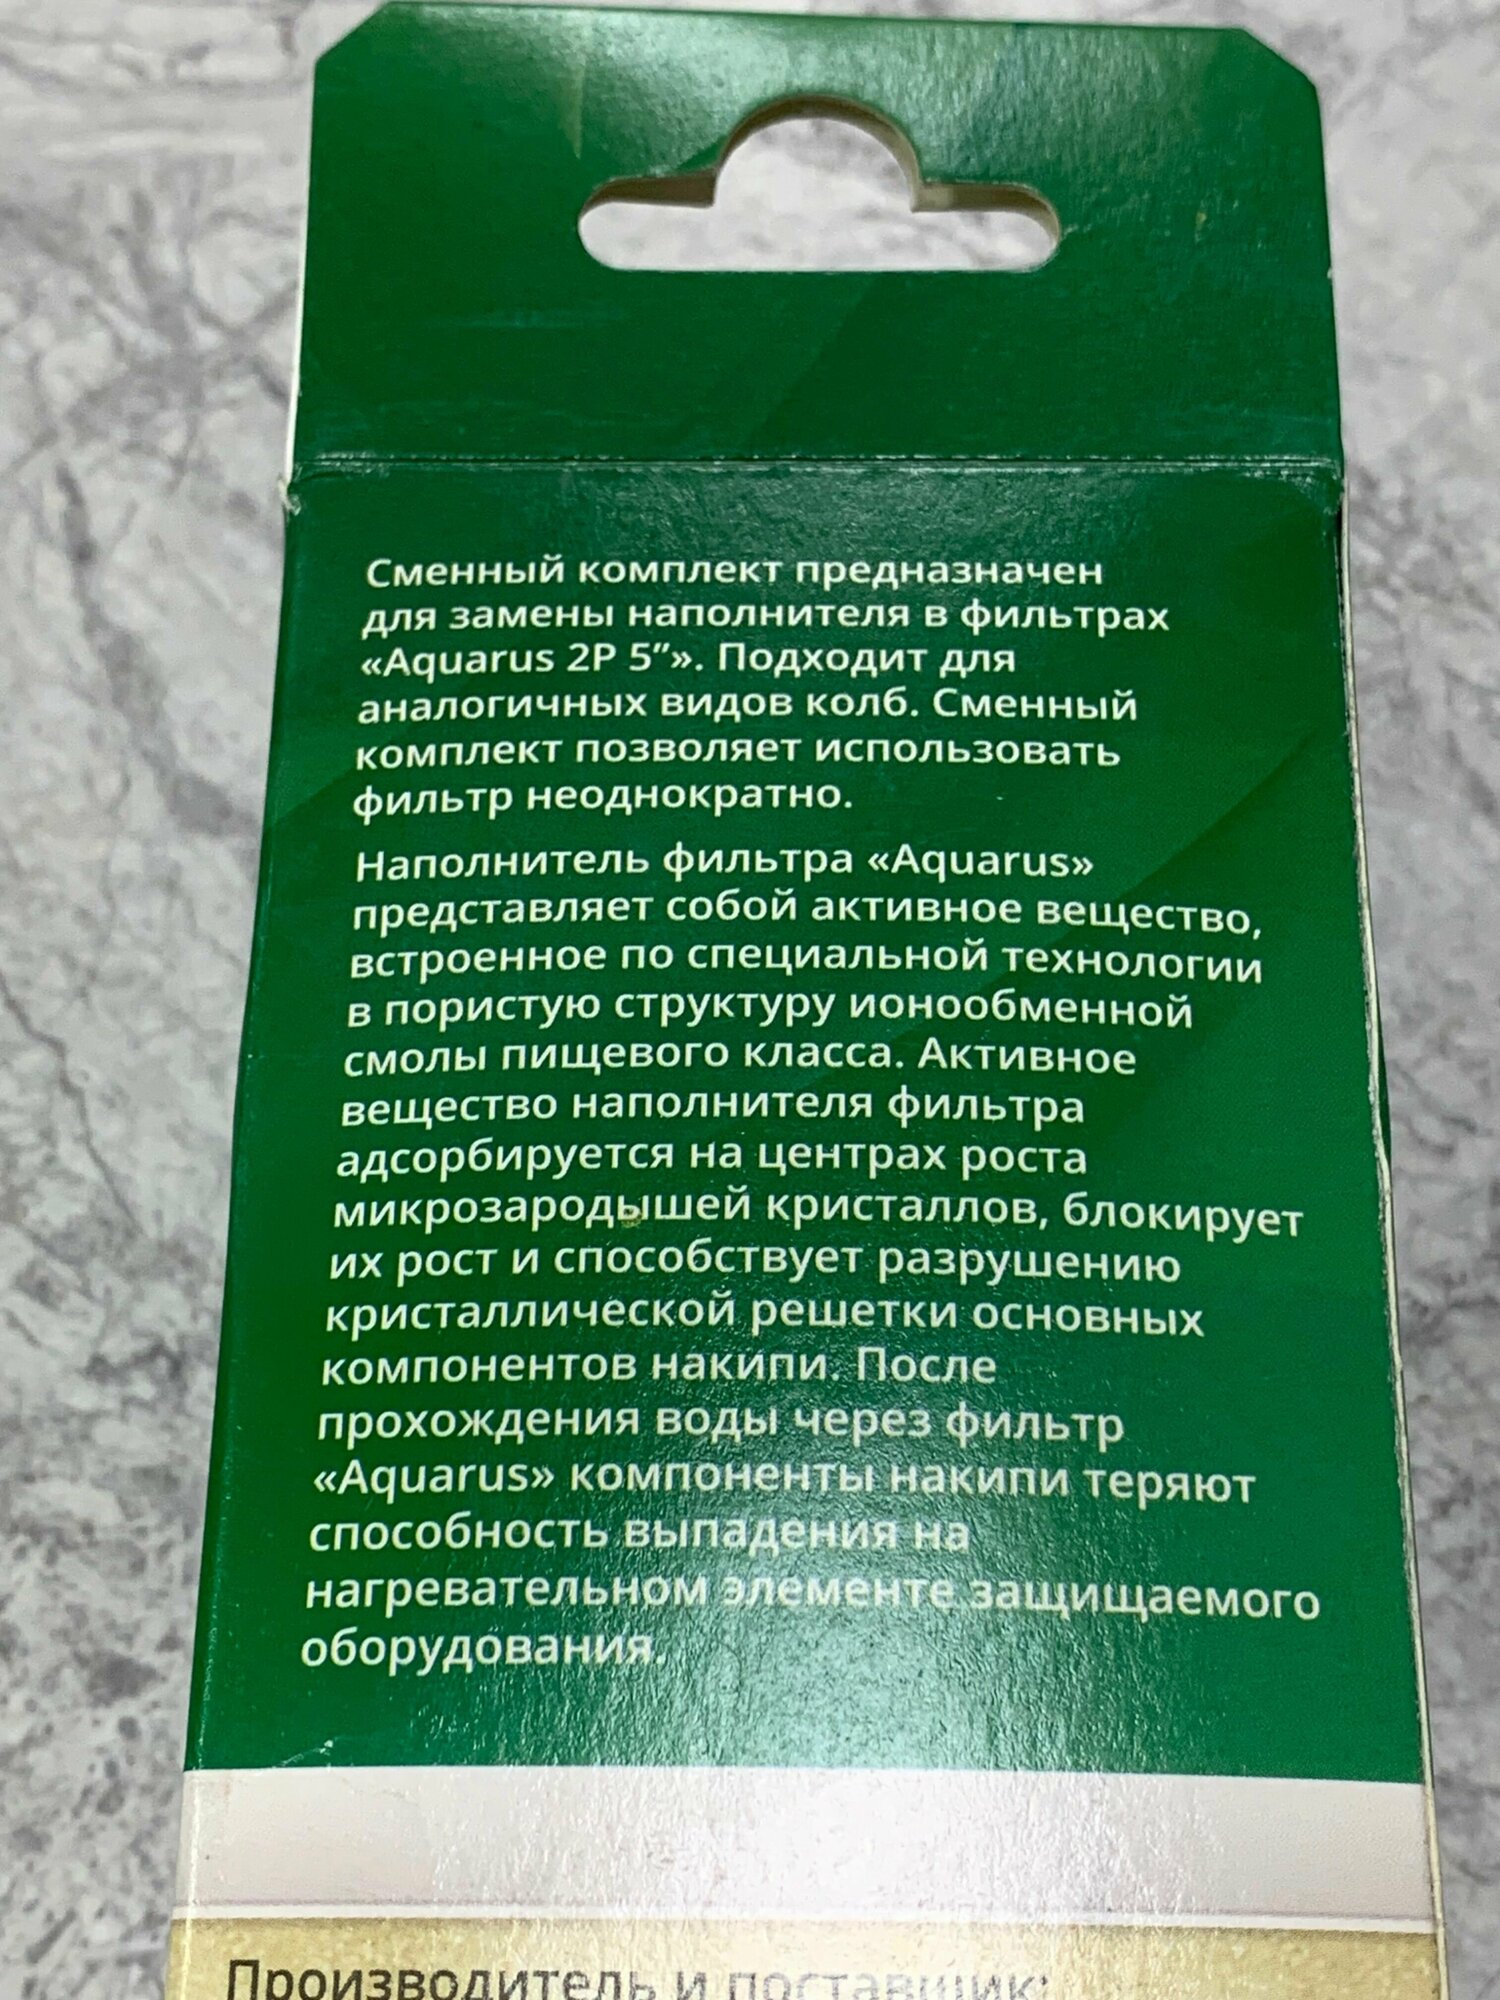 Сменный комплект предназначен
для замены наполнителя в фильтрах
«Aquarus 2P 5”». Подходит для
аналогичных видов колб. Сменный
комплект позволяет использовать
фильтр неоднократно.
Наполнитель фильтра «Aquarus»
представляет собой активное вещество,
встроенное по специальной технологии
в пористую структуру ионообменной
смолы пищевого класса. Активное
вещество наполнителя фильтра
адсорбируется на центрах роста
микрозародышей кристаллов, блокирует
их рост и способствует разрушению
кристаллической решетки основных
компонентов накипи. После
прохождения воды через фильтр
«Aquarus» компоненты накипи теряют
способность выпадения на
нагревательном элементе защищаемого
оборудования.
Производитель и поставщик: